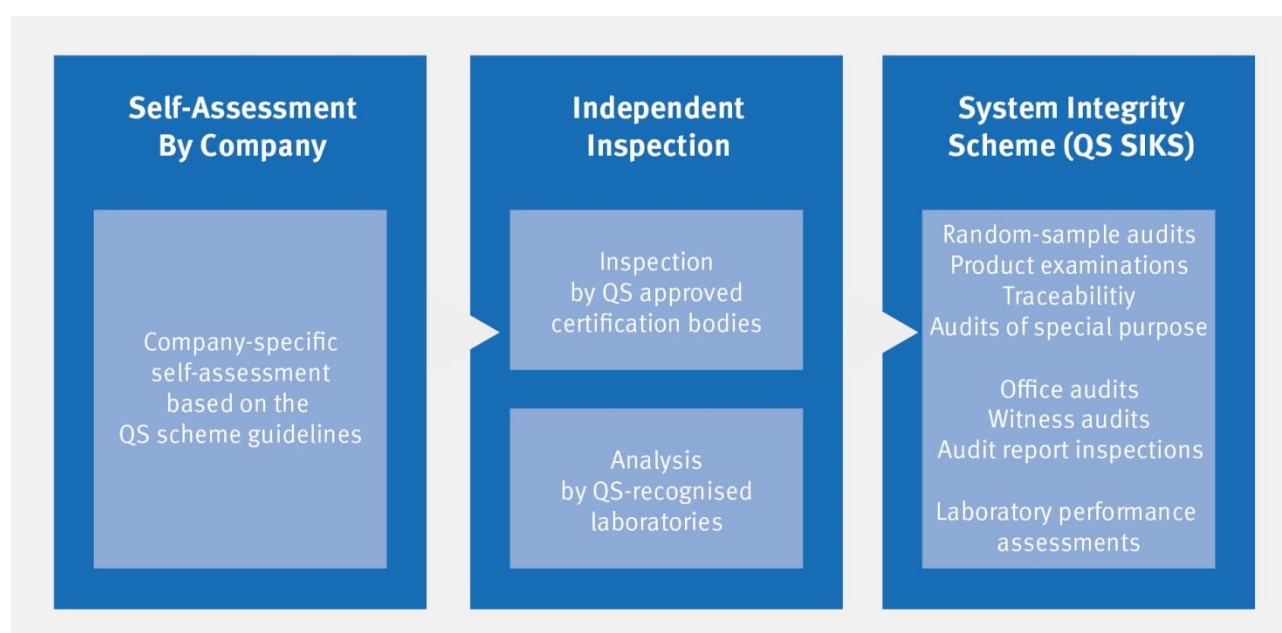 Self-Assessment
By Company
Company-specific
self-assessment
based on the
QS scheme guidelines
Independent
Inspection
Inspection
by QS approved
certification bodies
Analysis
by QS-recognised
laboratories
System Integrity
Scheme (QS SIKS)
Random-sample audits
Product examinations
Traceabilitiy
Audits of special purpose
Office audits
Witness audits
Audit report inspections
Laboratory performance
assessments